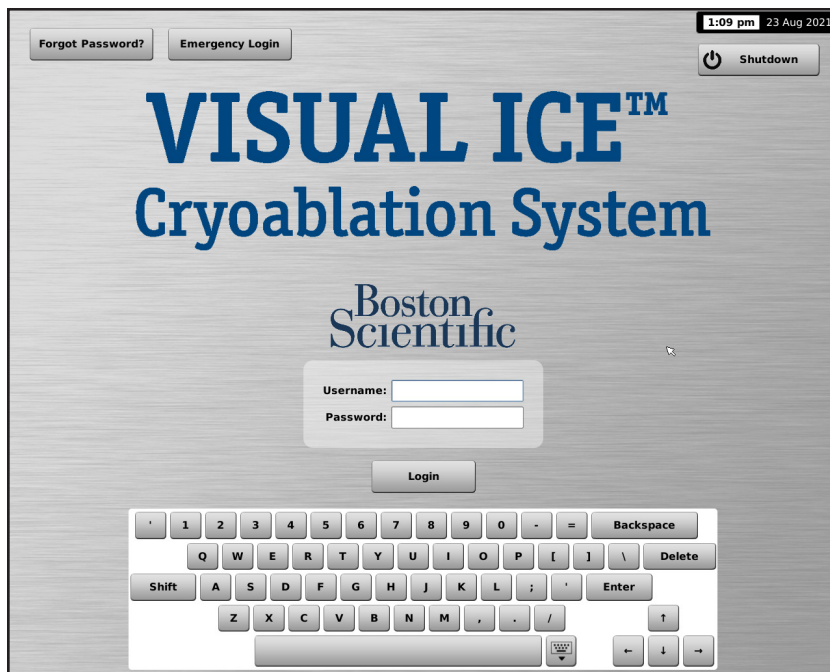 1:09 pm 23 Aug 2021
Forgot Password? Emergency Login
Shutdown
VISUAL ICE™
Cryoablation System
Boston
Scientific
Username:
Password:
Login
' 1 2 3 4 5 6 7 8 9 0 - = Backspace
Q W E R T Y U I O P [ ] \ Delete
Shift A S D F G H J K L ; ' Enter
Z X C V B N M , . / ↑
← ↓ →